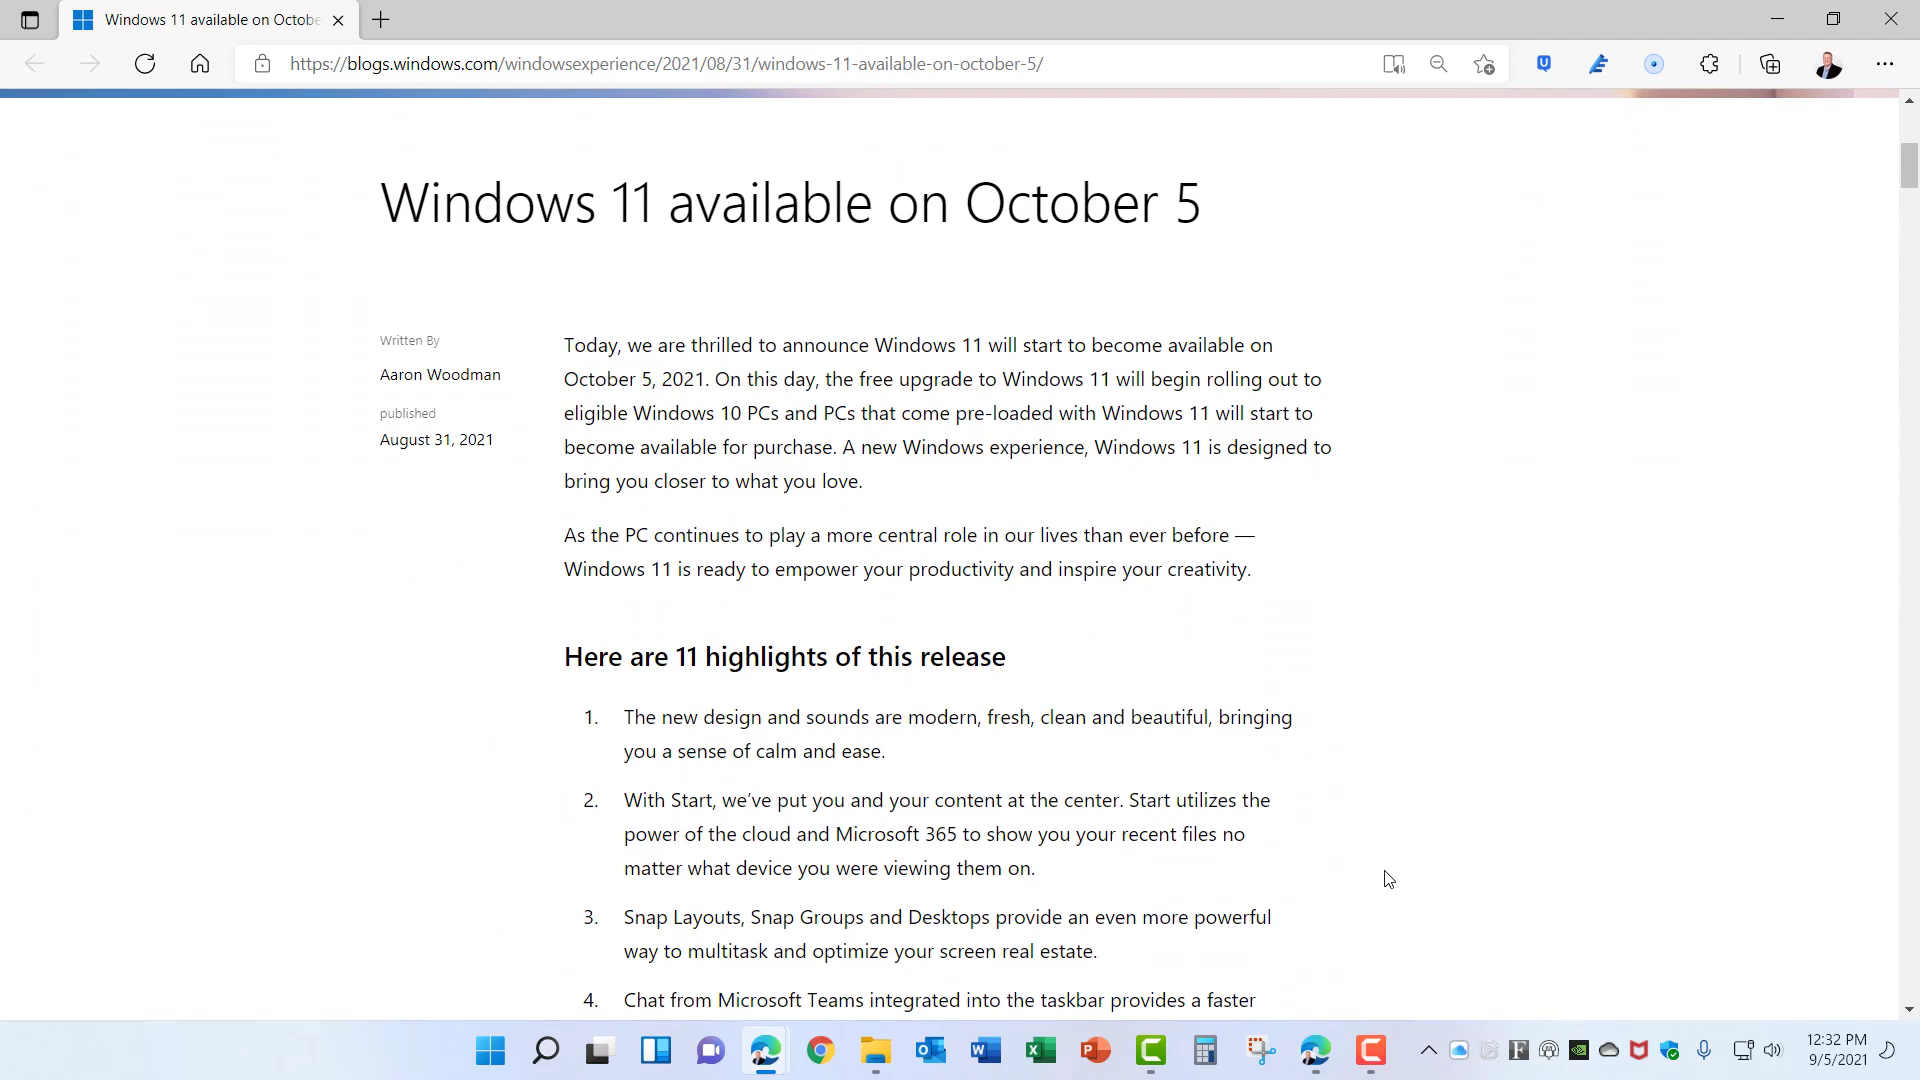 Windows 11 available on Octobe
https://blogs.windows.com/windowsexperience/2021/08/31/windows-11-available-on-october-5/
Windows 11 available on October 5
Written By
Aaron Woodman
published
August 31, 2021
Today, we are thrilled to announce Windows 11 will start to become available on
October 5, 2021. On this day, the free upgrade to Windows 11 will begin rolling out to
eligible Windows 10 PCs and PCs that come pre-loaded with Windows 11 will start to
become available for purchase. A new Windows experience, Windows 11 is designed to
bring you closer to what you love.
As the PC continues to play a more central role in our lives than ever before —
Windows 11 is ready to empower your productivity and inspire your creativity.
Here are 11 highlights of this release
1. The new design and sounds are modern, fresh, clean and beautiful, bringing
you a sense of calm and ease.
2. With Start, we’ve put you and your content at the center. Start utilizes the
power of the cloud and Microsoft 365 to show you your recent files no
matter what device you were viewing them on.
3. Snap Layouts, Snap Groups and Desktops provide an even more powerful
way to multitask and optimize your screen real estate.
4. Chat from Microsoft Teams integrated into the taskbar provides a faster
12:32 PM
9/5/2021